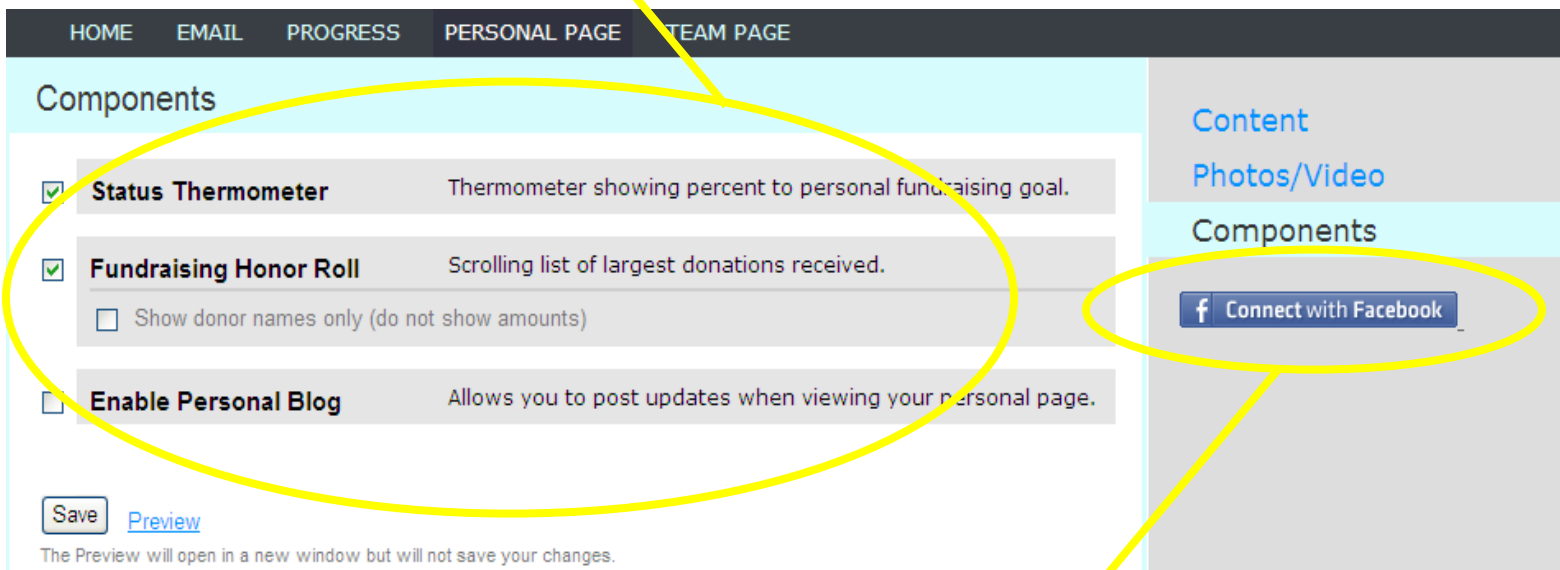 HOME EMAIL PROGRESS PERSONAL PAGE TEAM PAGE
Components
Status Thermometer Thermometer showing percent to personal fundraising goal.
Fundraising Honor Roll Scrolling list of largest donations received.
Show donor names only (do not show amounts)
Enable Personal Blog Allows you to post updates when viewing your personal page.
Save Preview
The Preview will open in a new window but will not save your changes.
Content
Photos/Video
Components
f Connect with Facebook